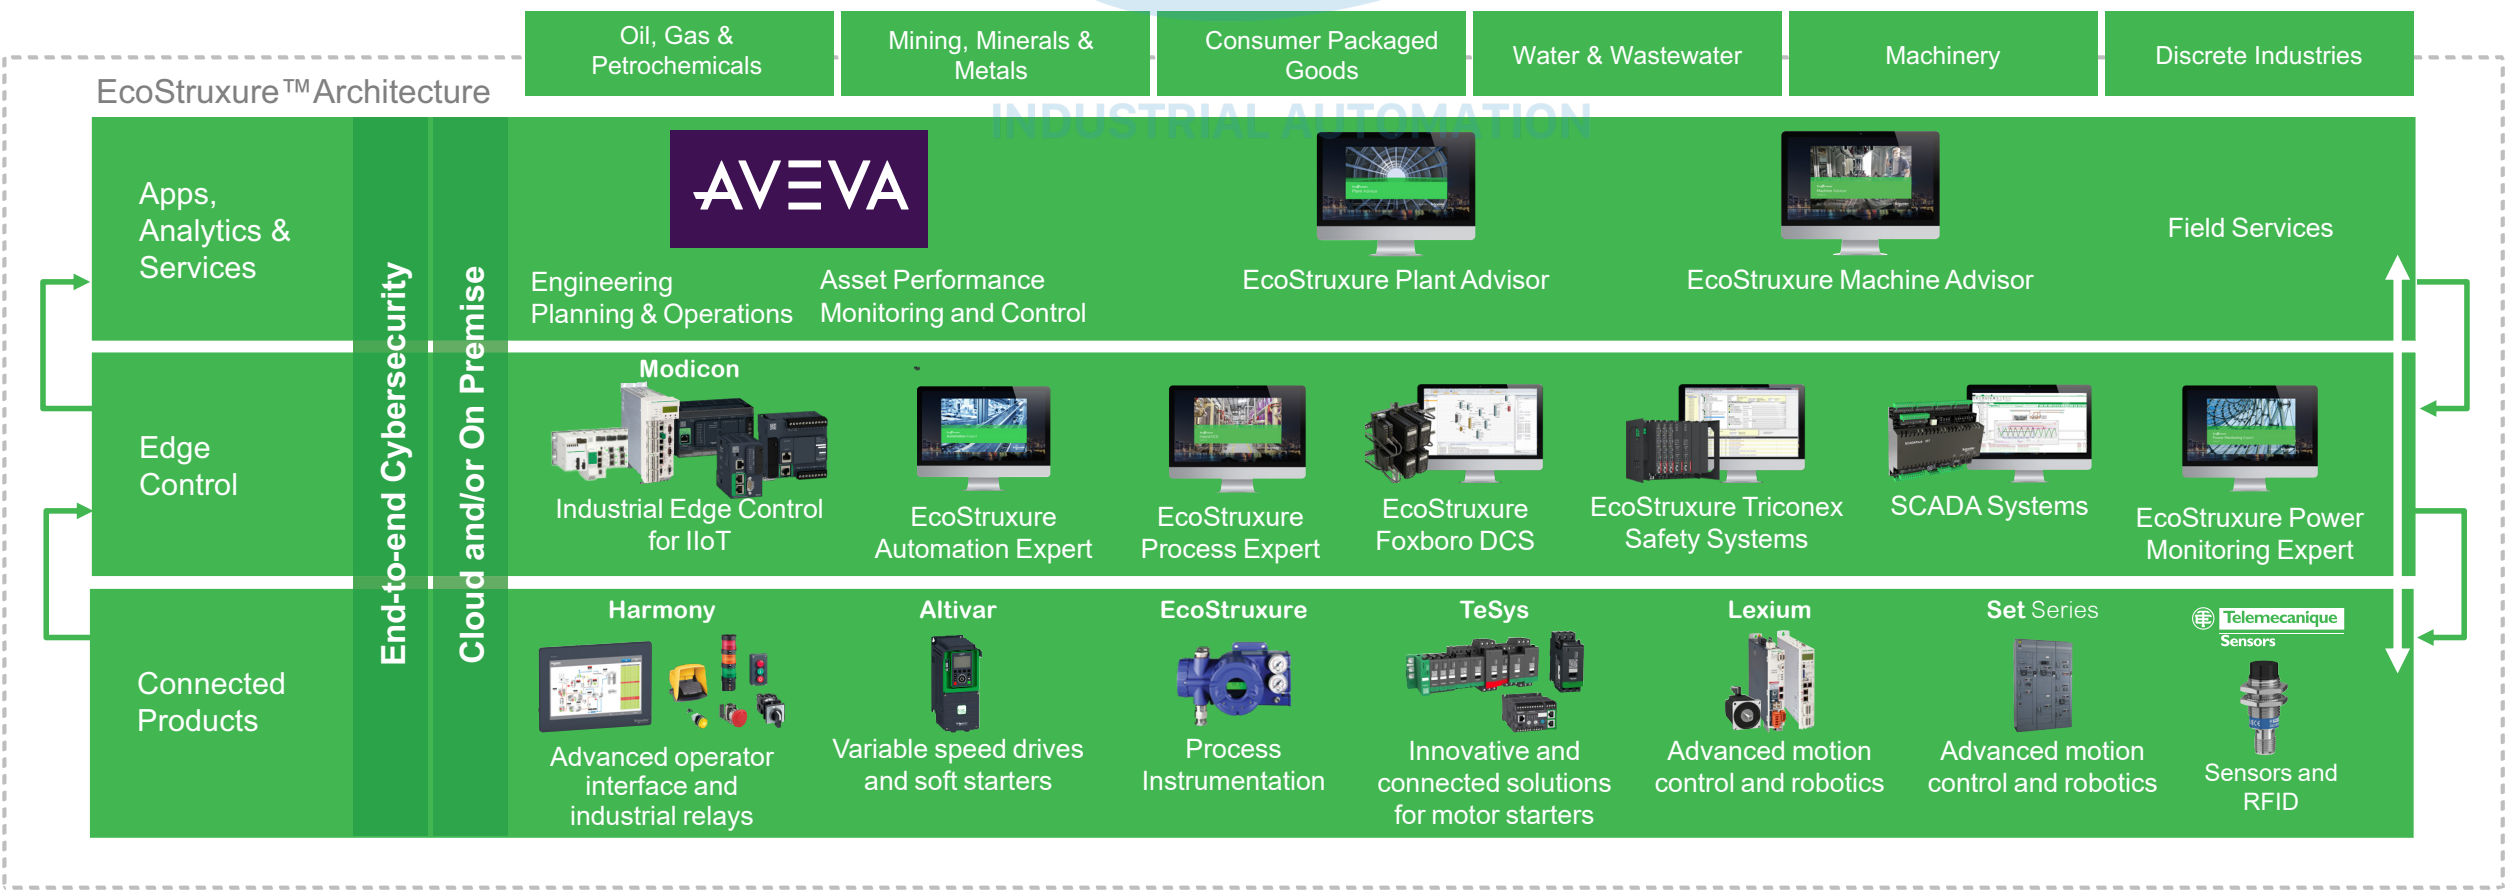 Oil, Gas &
Petrochemicals
Mining, Minerals &
Metals
Consumer Packaged
Goods
Water & Wastewater
Machinery
Discrete Industries
EcoStruxure™Architecture
INDUSTRIAL AUTOMATION
Apps,
Analytics &
Services
End-to-end Cybersecurity
Cloud and/or On Premise
AVEVA
Engineering
Planning & Operations
Asset Performance
Monitoring and Control
EcoStruxure Plant Advisor
EcoStruxure Machine Advisor
Field Services
Edge
Control
Modicon
Industrial Edge Control
for IIoT
EcoStruxure
Automation Expert
EcoStruxure
Process Expert
EcoStruxure
Foxboro DCS
EcoStruxure Triconex
Safety Systems
SCADA Systems
EcoStruxure Power
Monitoring Expert
Connected
Products
Harmony
Advanced operator
interface and
industrial relays
Altivar
Variable speed drives
and soft starters
EcoStruxure
Process
Instrumentation
TeSys
Innovative and
connected solutions
for motor starters
Lexium
Advanced motion
control and robotics
Set Series
Advanced motion
control and robotics
Telemecanique
Sensors
Sensors and
RFID